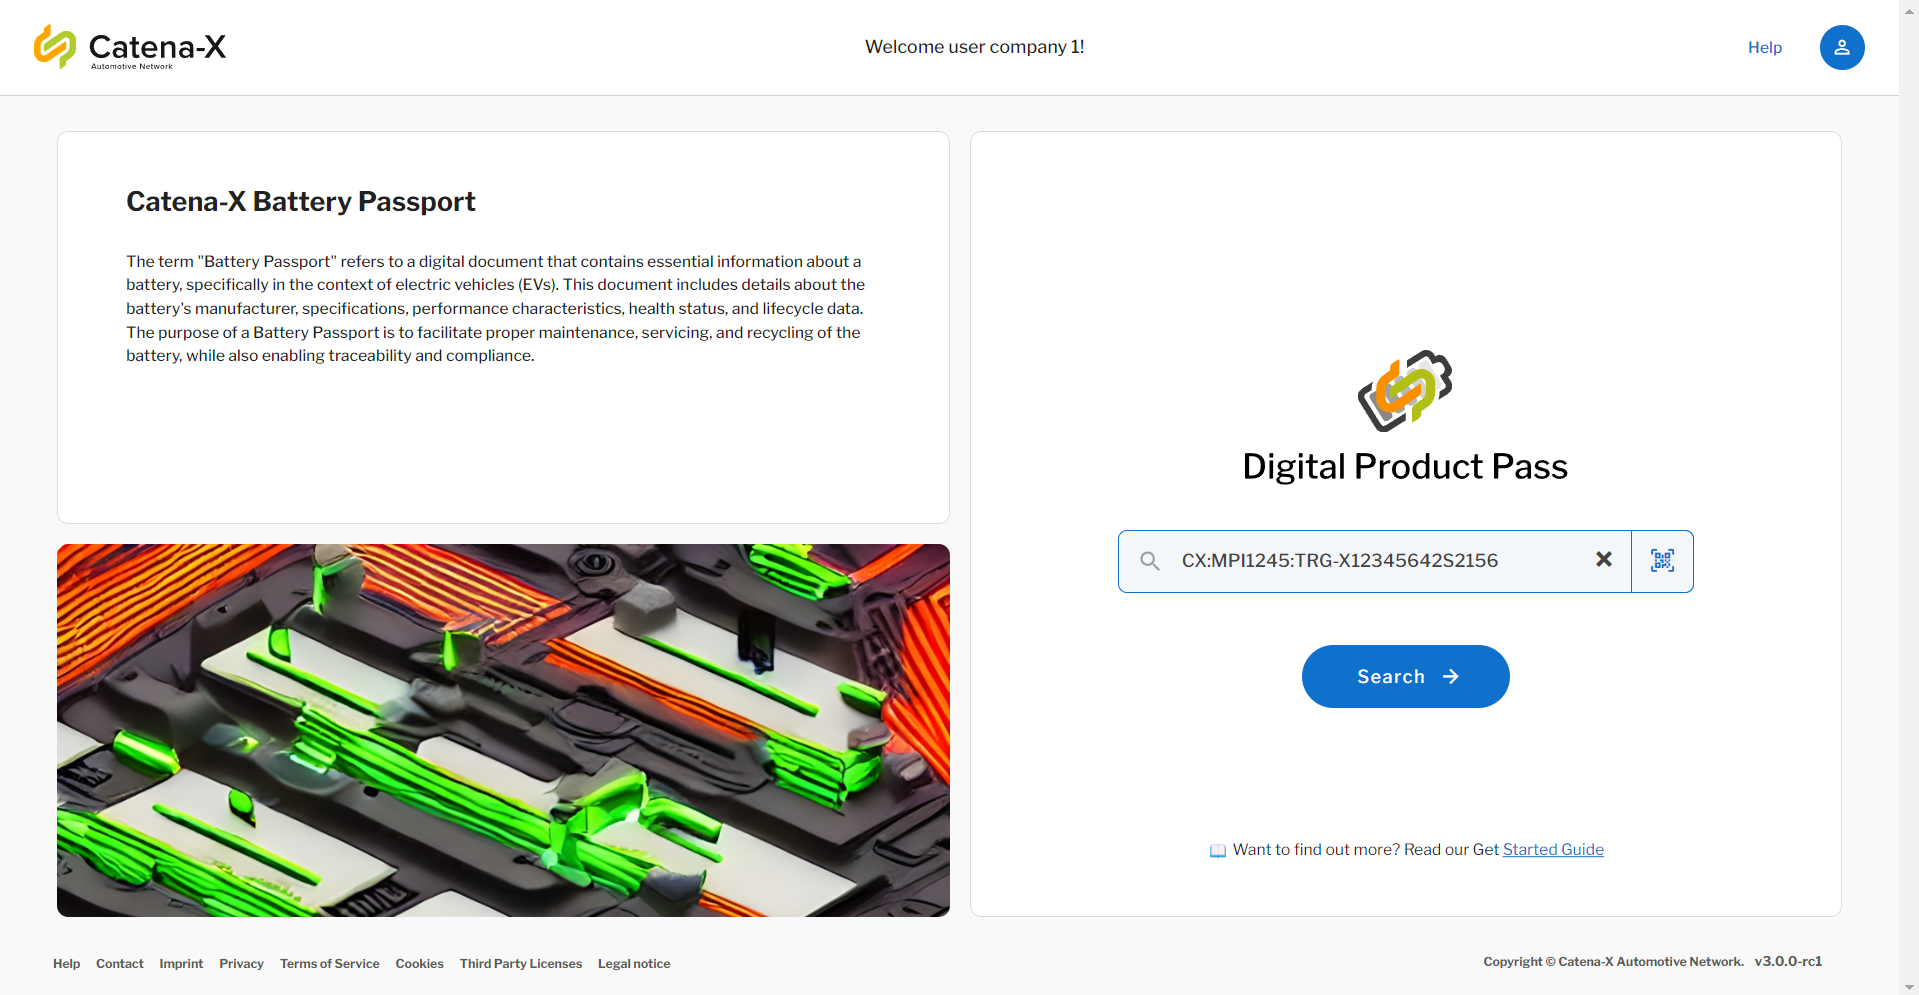 Catena-X
Automotive Network
Welcome user company 1!
Help
Catena-X Battery Passport
The term "Battery Passport" refers to a digital document that contains essential information about a
battery, specifically in the context of electric vehicles (EVs). This document includes details about the
battery's manufacturer, specifications, performance characteristics, health status, and lifecycle data.
The purpose of a Battery Passport is to facilitate proper maintenance, servicing, and recycling of the
battery, while also enabling traceability and compliance.
Digital Product Pass
CX:MPI1245:TRG-X12345642S2156
Search
Want to find out more? Read our Get Started Guide
Help Contact Imprint Privacy Terms of Service Cookies Third Party Licenses Legal notice
Copyright © Catena-X Automotive Network. v3.0.0-rc1